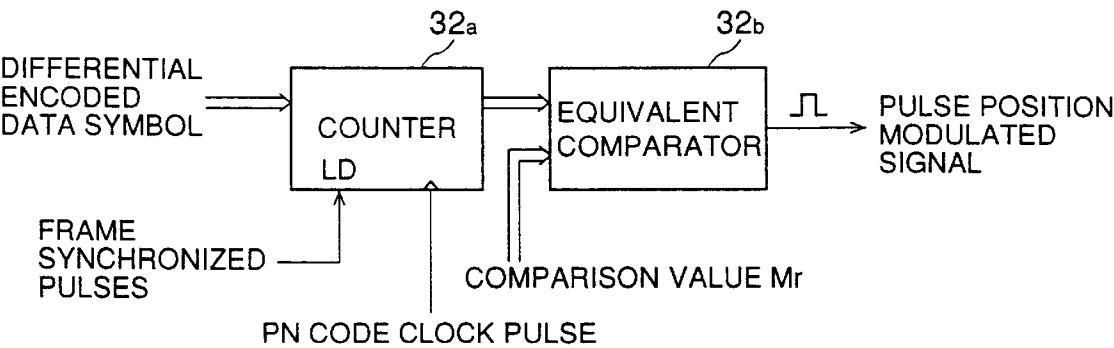 32a
32b
DIFFERENTIAL
ENCODED
DATA SYMBOL
COUNTER
LD
EQUIVALENT
COMPARATOR
PULSE POSITION
MODULATED
SIGNAL
FRAME
SYNCHRONIZED
PULSES
COMPARISON VALUE Mr
PN CODE CLOCK PULSE